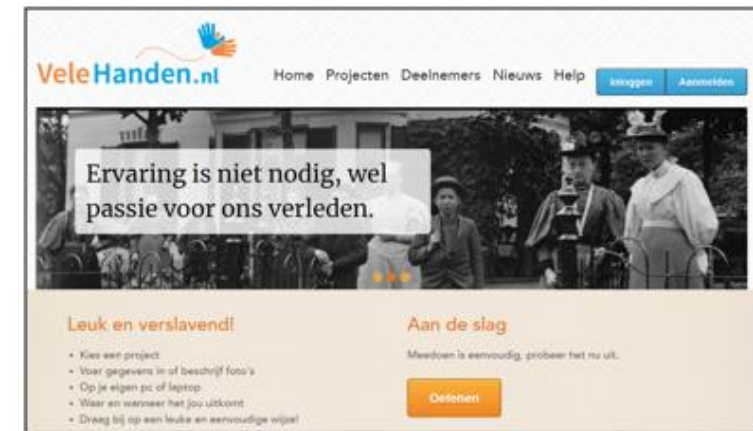 VeleHanden.nl
Home Projecten Deelnemers Nieuws Help Inloggen Aanmelden
Ervaring is niet nodig, wel
passie voor ons verleden.
Leuk en verslavend!
• Kies een project
• Voer gegevens in of beschrijf foto's
• Op je eigen pc of laptop
• Waar en wanneer het jou uitkomt
• Draag bij op een leuke en eenvoudige wijze!
Aan de slag
Meedoen is eenvoudig, probeer het nu uit.
Oefenen